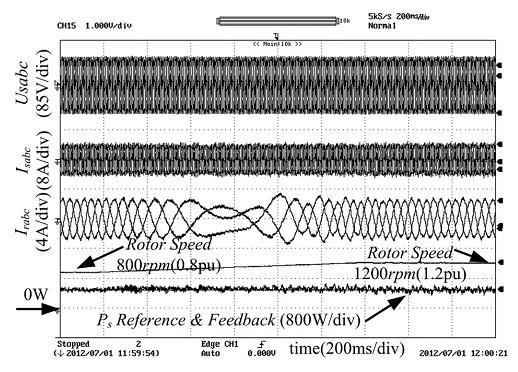 CH15 1.000V/div
10k
5kS/s 200ms/div
Normal
<< Main:10k >>
Usabc
(85V/div)
Isabc
(8A/div)
Irabc
(4A/div)
Rotor Speed
800rpm(0.8pu)
Rotor Speed
1200rpm(1.2pu)
0W
Ps Reference & Feedback (800W/div)
Stopped 2 Edge CH1
(↓2012/07/01 11:59:54) Auto 0.000V
time(200ms/div)
2012/07/01 12:00:21